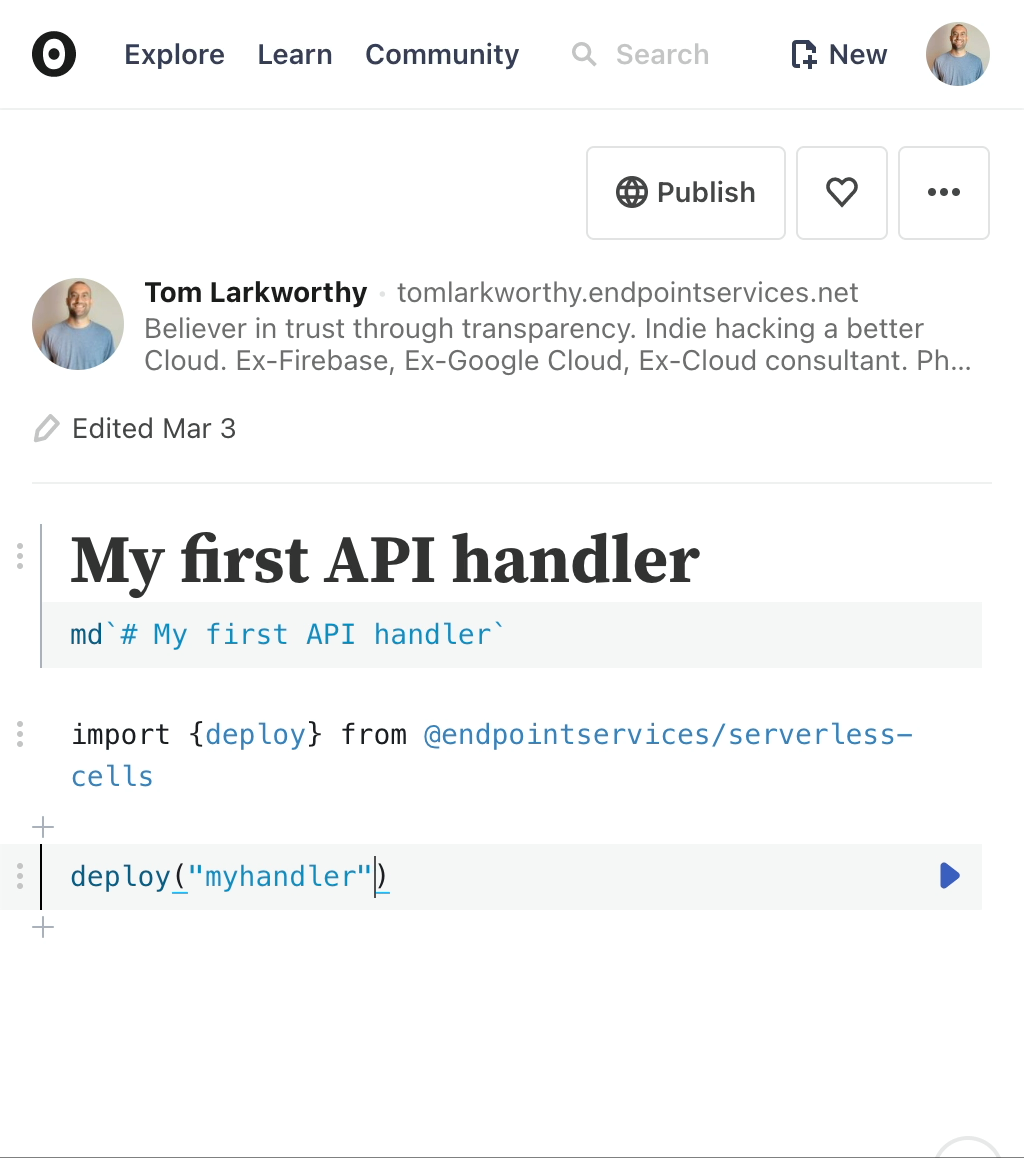 Explore Learn Community Search New
Publish
Tom Larkworthy • tomlarkworthy.endpointservices.net
Believer in trust through transparency. Indie hacking a better
Cloud. Ex-Firebase, Ex-Google Cloud, Ex-Cloud consultant. Ph...
Edited Mar 3
My first API handler
md`# My first API handler`
import {deploy} from @endpointservices/serverless-
cells
deploy("myhandler")